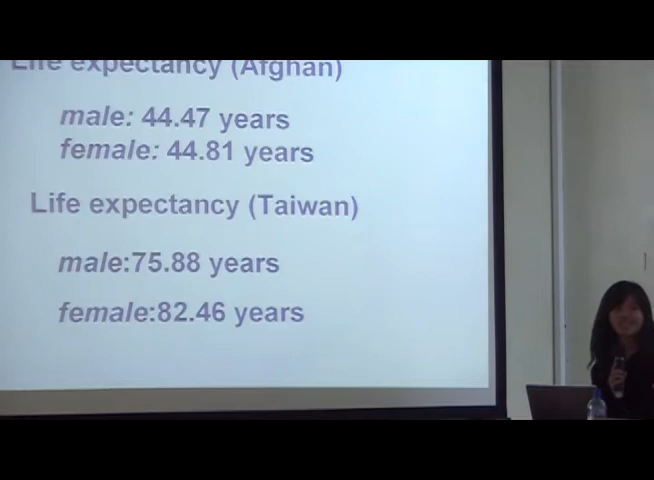 Life expectancy (Afghan)
male: 44.47 years
female: 44.81 years
Life expectancy (Taiwan)
male:75.88 years
female:82.46 years